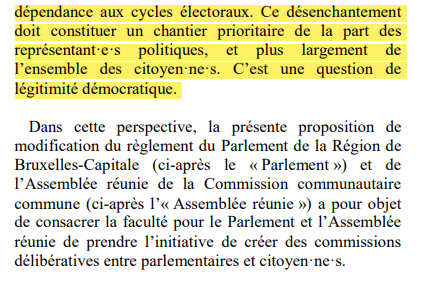 dépendance aux cycles électoraux. Ce désenchantement
doit constituer un chantier prioritaire de la part des
représentant·e·s politiques, et plus largement de
l'ensemble des citoyen·ne·s. C'est une question de
légitimité démocratique.
Dans cette perspective, la présente proposition de
modification du règlement du Parlement de la Région de
Bruxelles-Capitale (ci-après le « Parlement ») et de
l'Assemblée réunie de la Commission communautaire
commune (ci-après l'« Assemblée réunie ») a pour objet
de consacrer la faculté pour le Parlement et l'Assemblée
réunie de prendre l'initiative de créer des commissions
délibératives entre parlementaires et citoyen·ne·s.